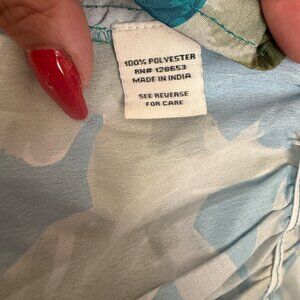 100% POLYESTER
RN# 128653
MADE IN INDIA
SEE REVERSE
FOR CARE